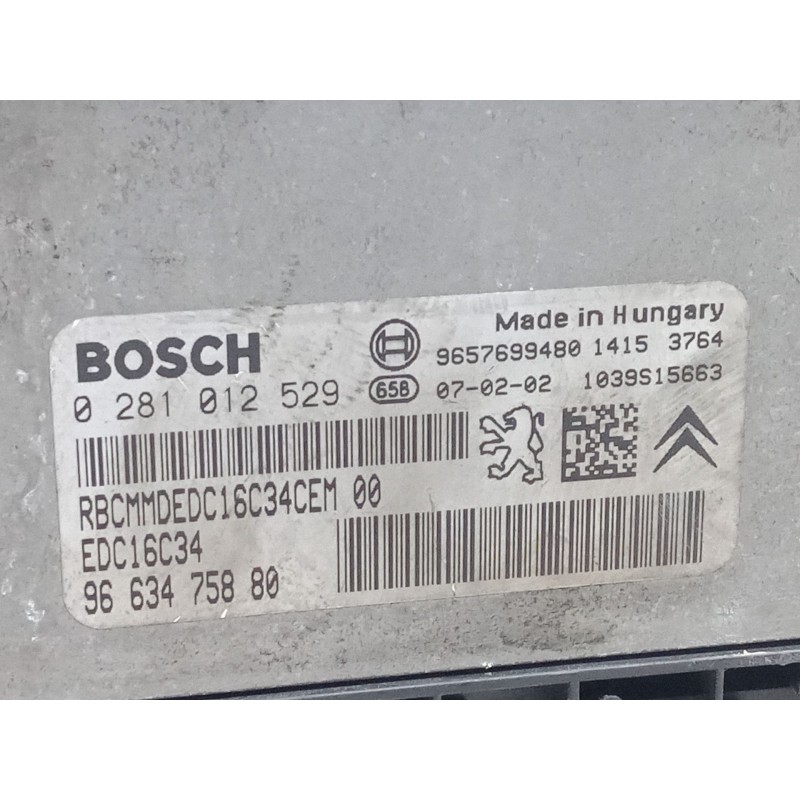 Made in Hungary
BOSCH 9657699480 1415 3764
0 281 012 529 658 07-02-02 1039S15663
RBCMMDEDC16C34CEM 00
EDC16C34
96 634 758 80